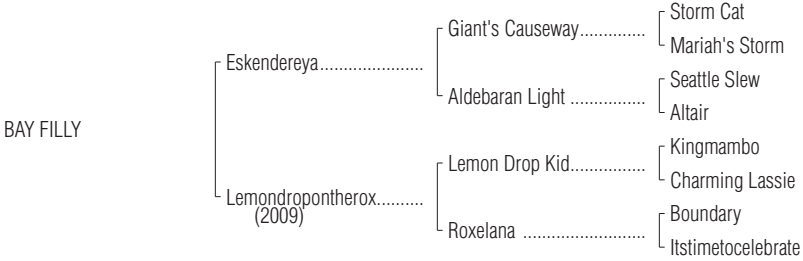 Storm Cat
Giant's Causeway..............
Mariah's Storm
Eskendereya......................
Seattle Slew
Aldebaran Light ................
Altair
BAY FILLY
Kingmambo
Lemon Drop Kid................
Charming Lassie
Lemondropontherox..........
(2009)
Boundary
Roxelana ..........................
Itstimetocelebrate